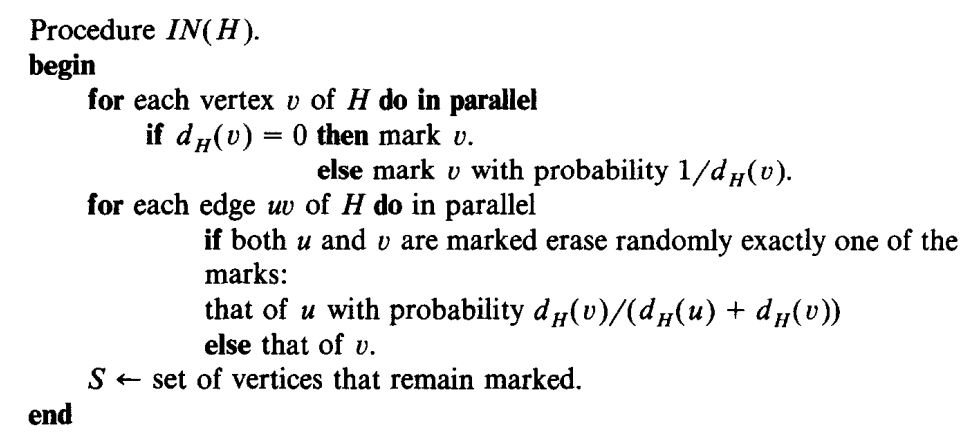 Procedure IN(H).
begin
for each vertex v of H do in parallel
if d_H(v) = 0 then mark v.
else mark v with probability 1/d_H(v).
for each edge uv of H do in parallel
if both u and v are marked erase randomly exactly one of the
marks:
that of u with probability d_H(v)/(d_H(u) + d_H(v))
else that of v.
S ← set of vertices that remain marked.
end